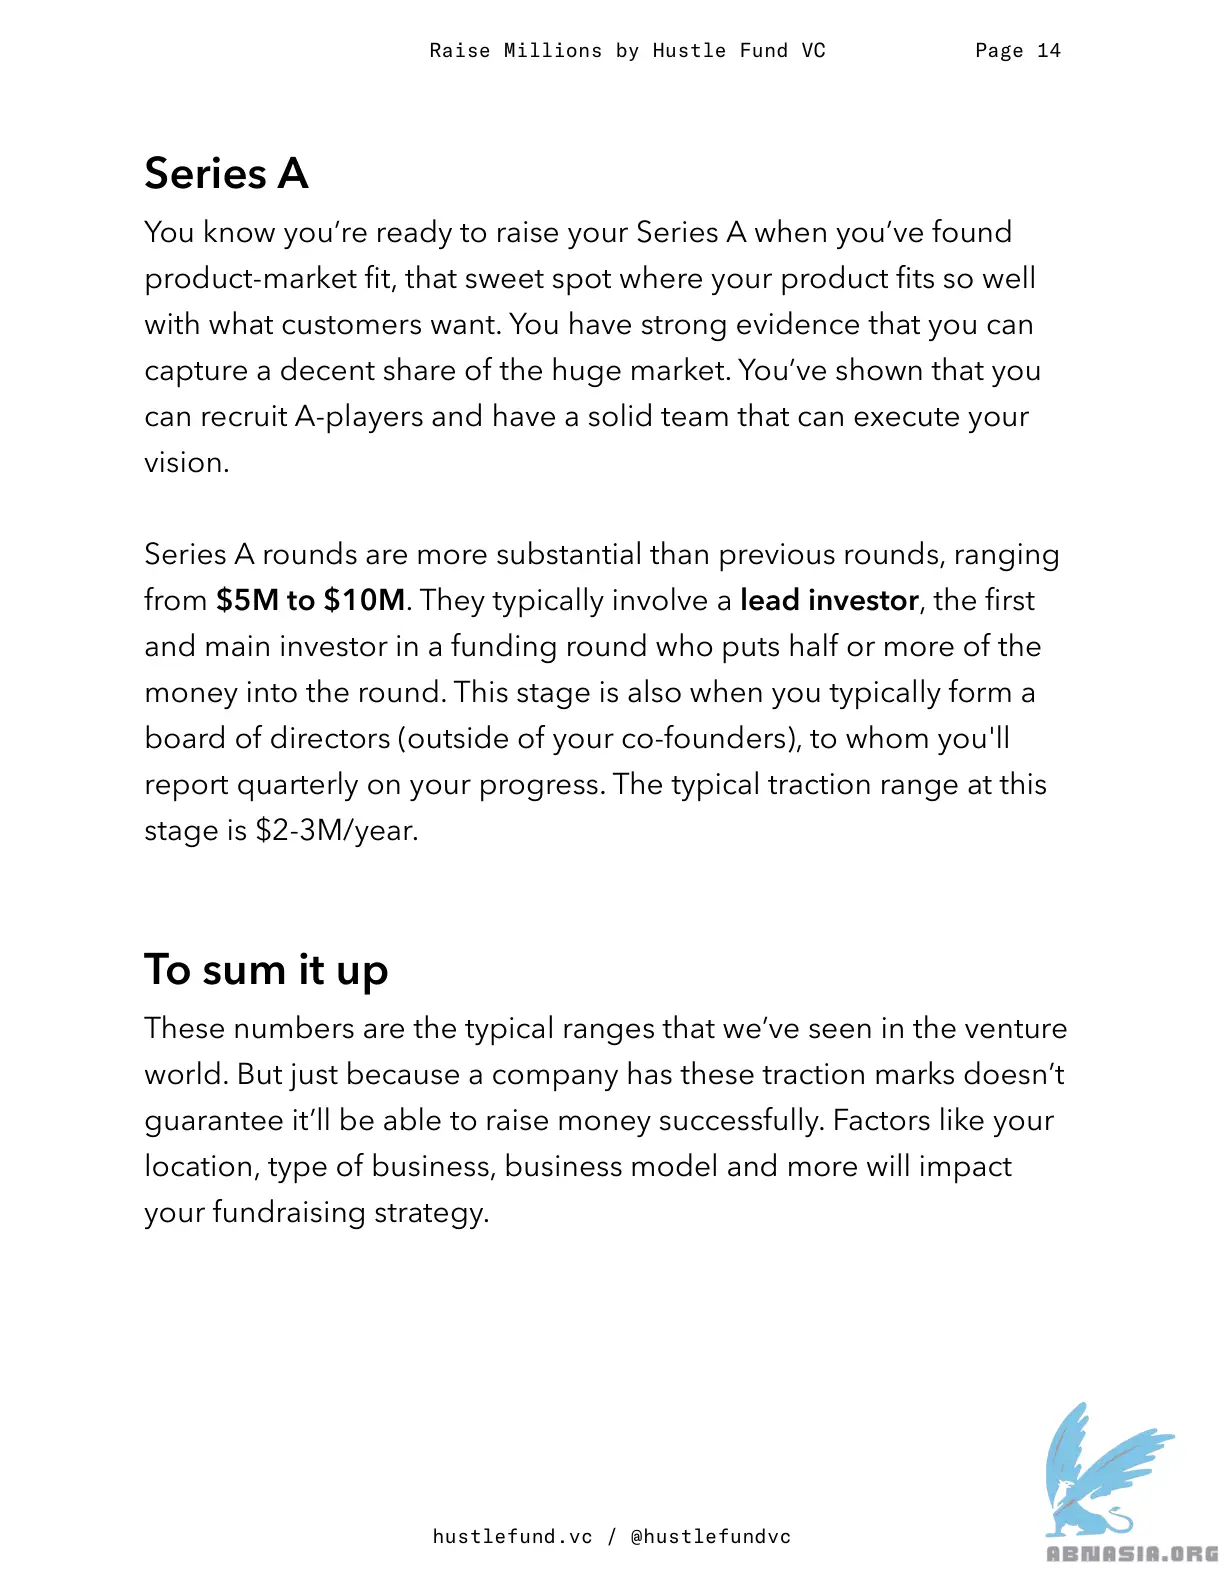 Raise Millions by Hustle Fund VC Page 14
Series A
You know you’re ready to raise your Series A when you’ve found
product-market fit, that sweet spot where your product fits so well
with what customers want. You have strong evidence that you can
capture a decent share of the huge market. You’ve shown that you
can recruit A-players and have a solid team that can execute your
vision.
Series A rounds are more substantial than previous rounds, ranging
from $5M to $10M. They typically involve a lead investor, the first
and main investor in a funding round who puts half or more of the
money into the round. This stage is also when you typically form a
board of directors (outside of your co-founders), to whom you'll
report quarterly on your progress. The typical traction range at this
stage is $2-3M/year.
To sum it up
These numbers are the typical ranges that we’ve seen in the venture
world. But just because a company has these traction marks doesn’t
guarantee it’ll be able to raise money successfully. Factors like your
location, type of business, business model and more will impact
your fundraising strategy.
hustlefund.vc / @hustlefundvc
ABNASIA.ORG